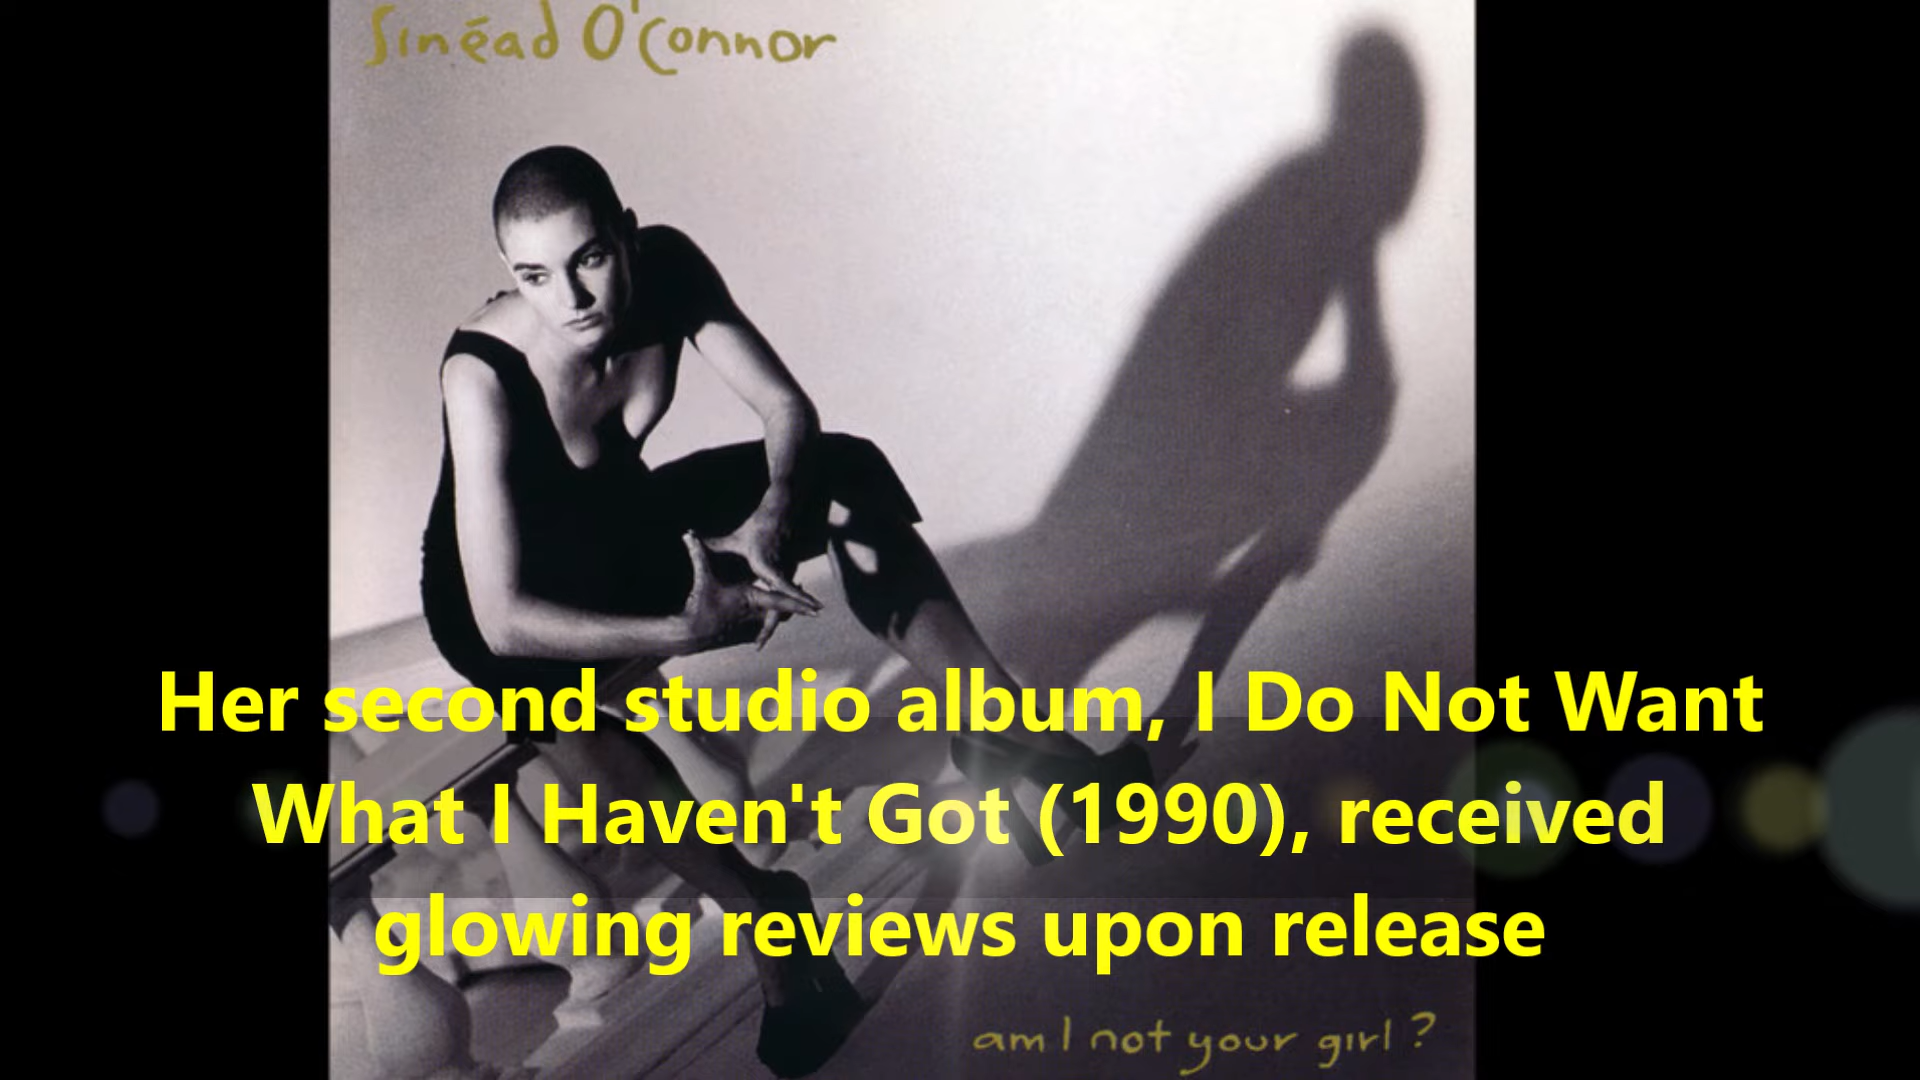 Sinéad O'Connor
Her second studio album, I Do Not Want
What I Haven't Got (1990), received
glowing reviews upon release
am I not your girl?